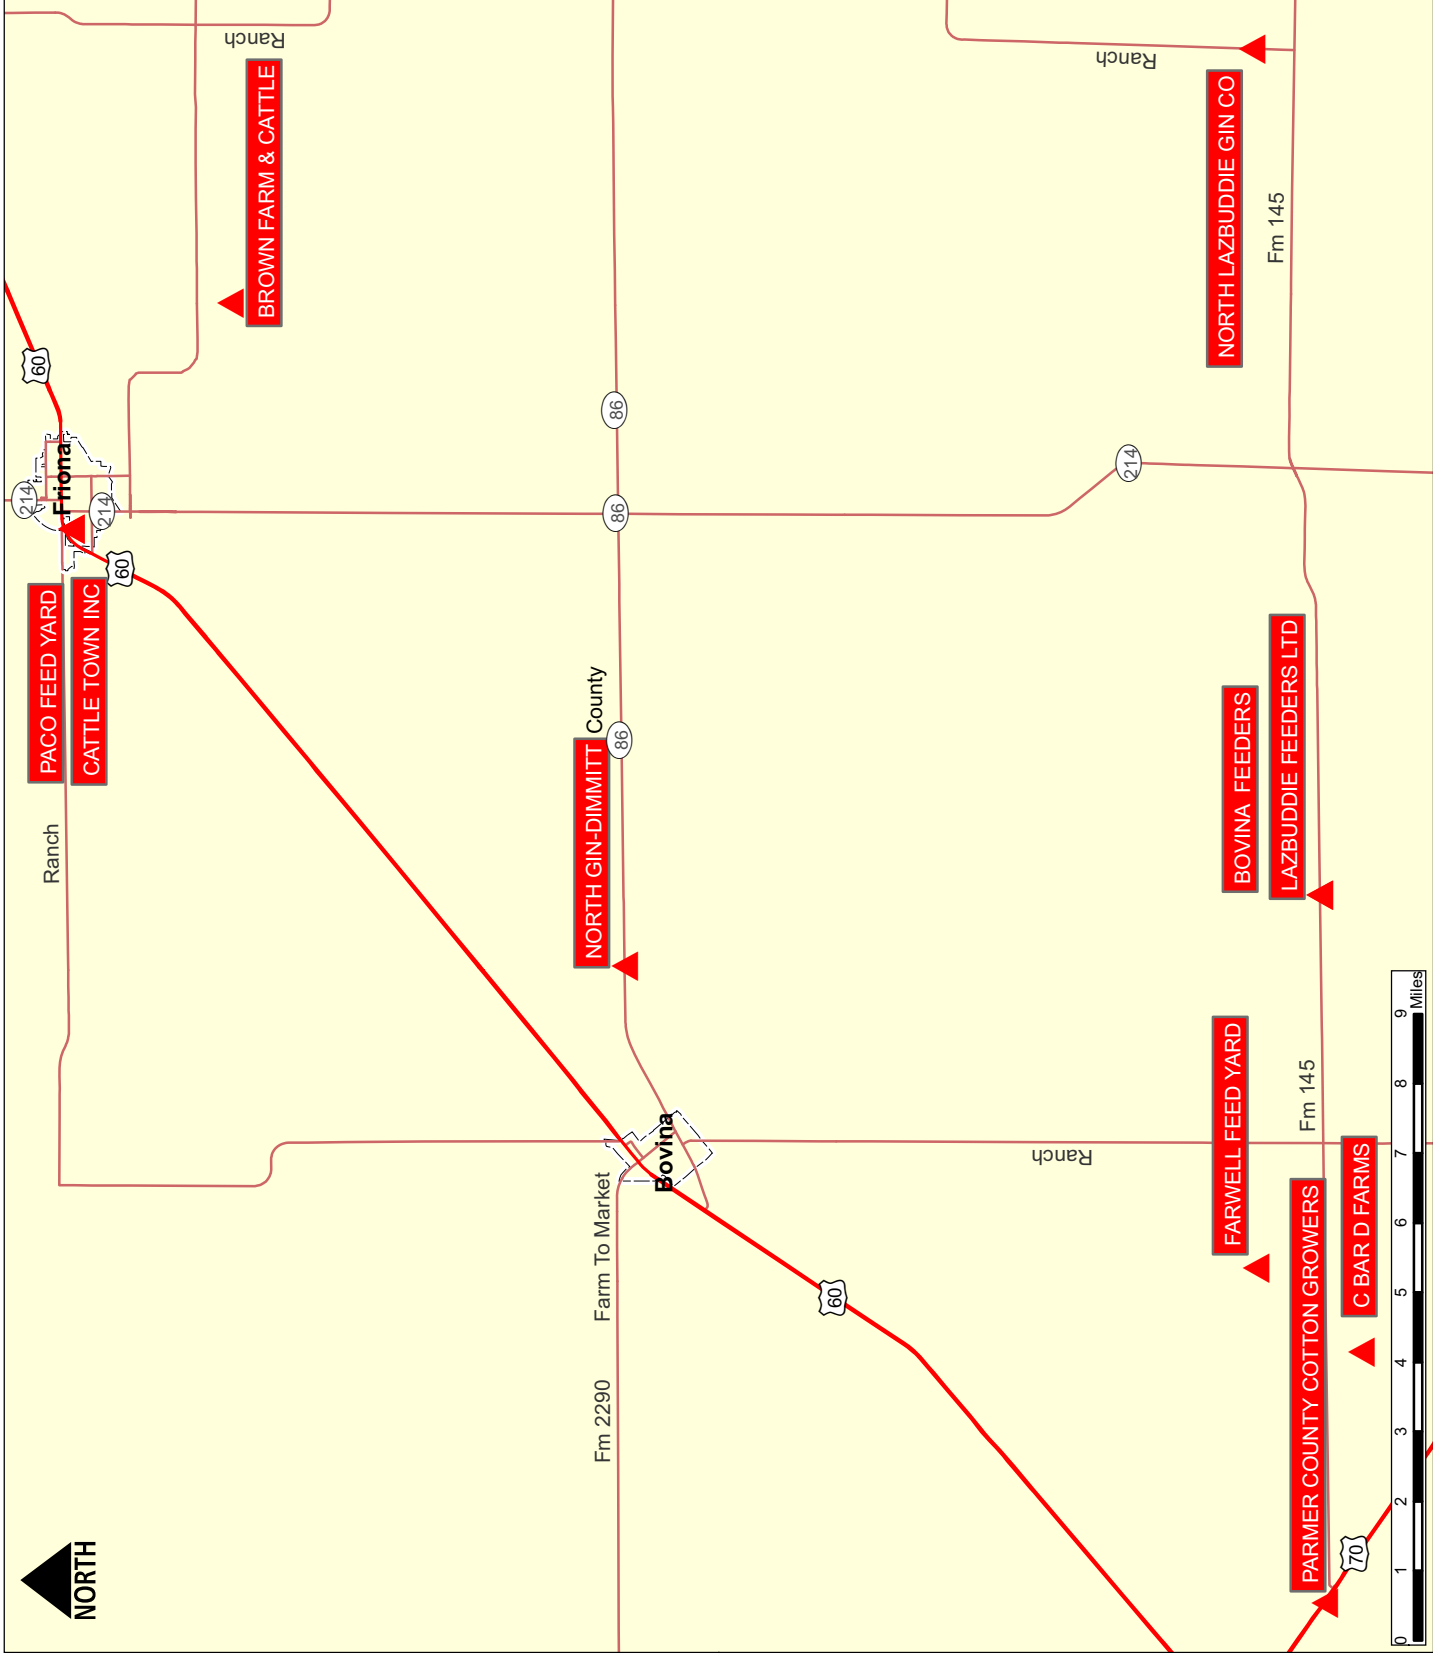 NORTH
214
60
PACO FEED YARD
Ranch
Friona
CATTLE TOWN INC
214
60
Ranch
BROWN FARM & CATTLE
NORTH GIN-DIMMITT
County
Fm 2290
Farm To Market
86
86
86
Bovina
60
Ranch
Ranch
214
NORTH LAZBUDDIE GIN CO
FARWELL FEED YARD
BOVINA FEEDERS
Fm 145
LAZBUDDIE FEEDERS LTD
Fm 145
PARMER COUNTY COTTON GROWERS
70
C BAR D FARMS
0 1 2 3 4 5 6 7 8 9
Miles